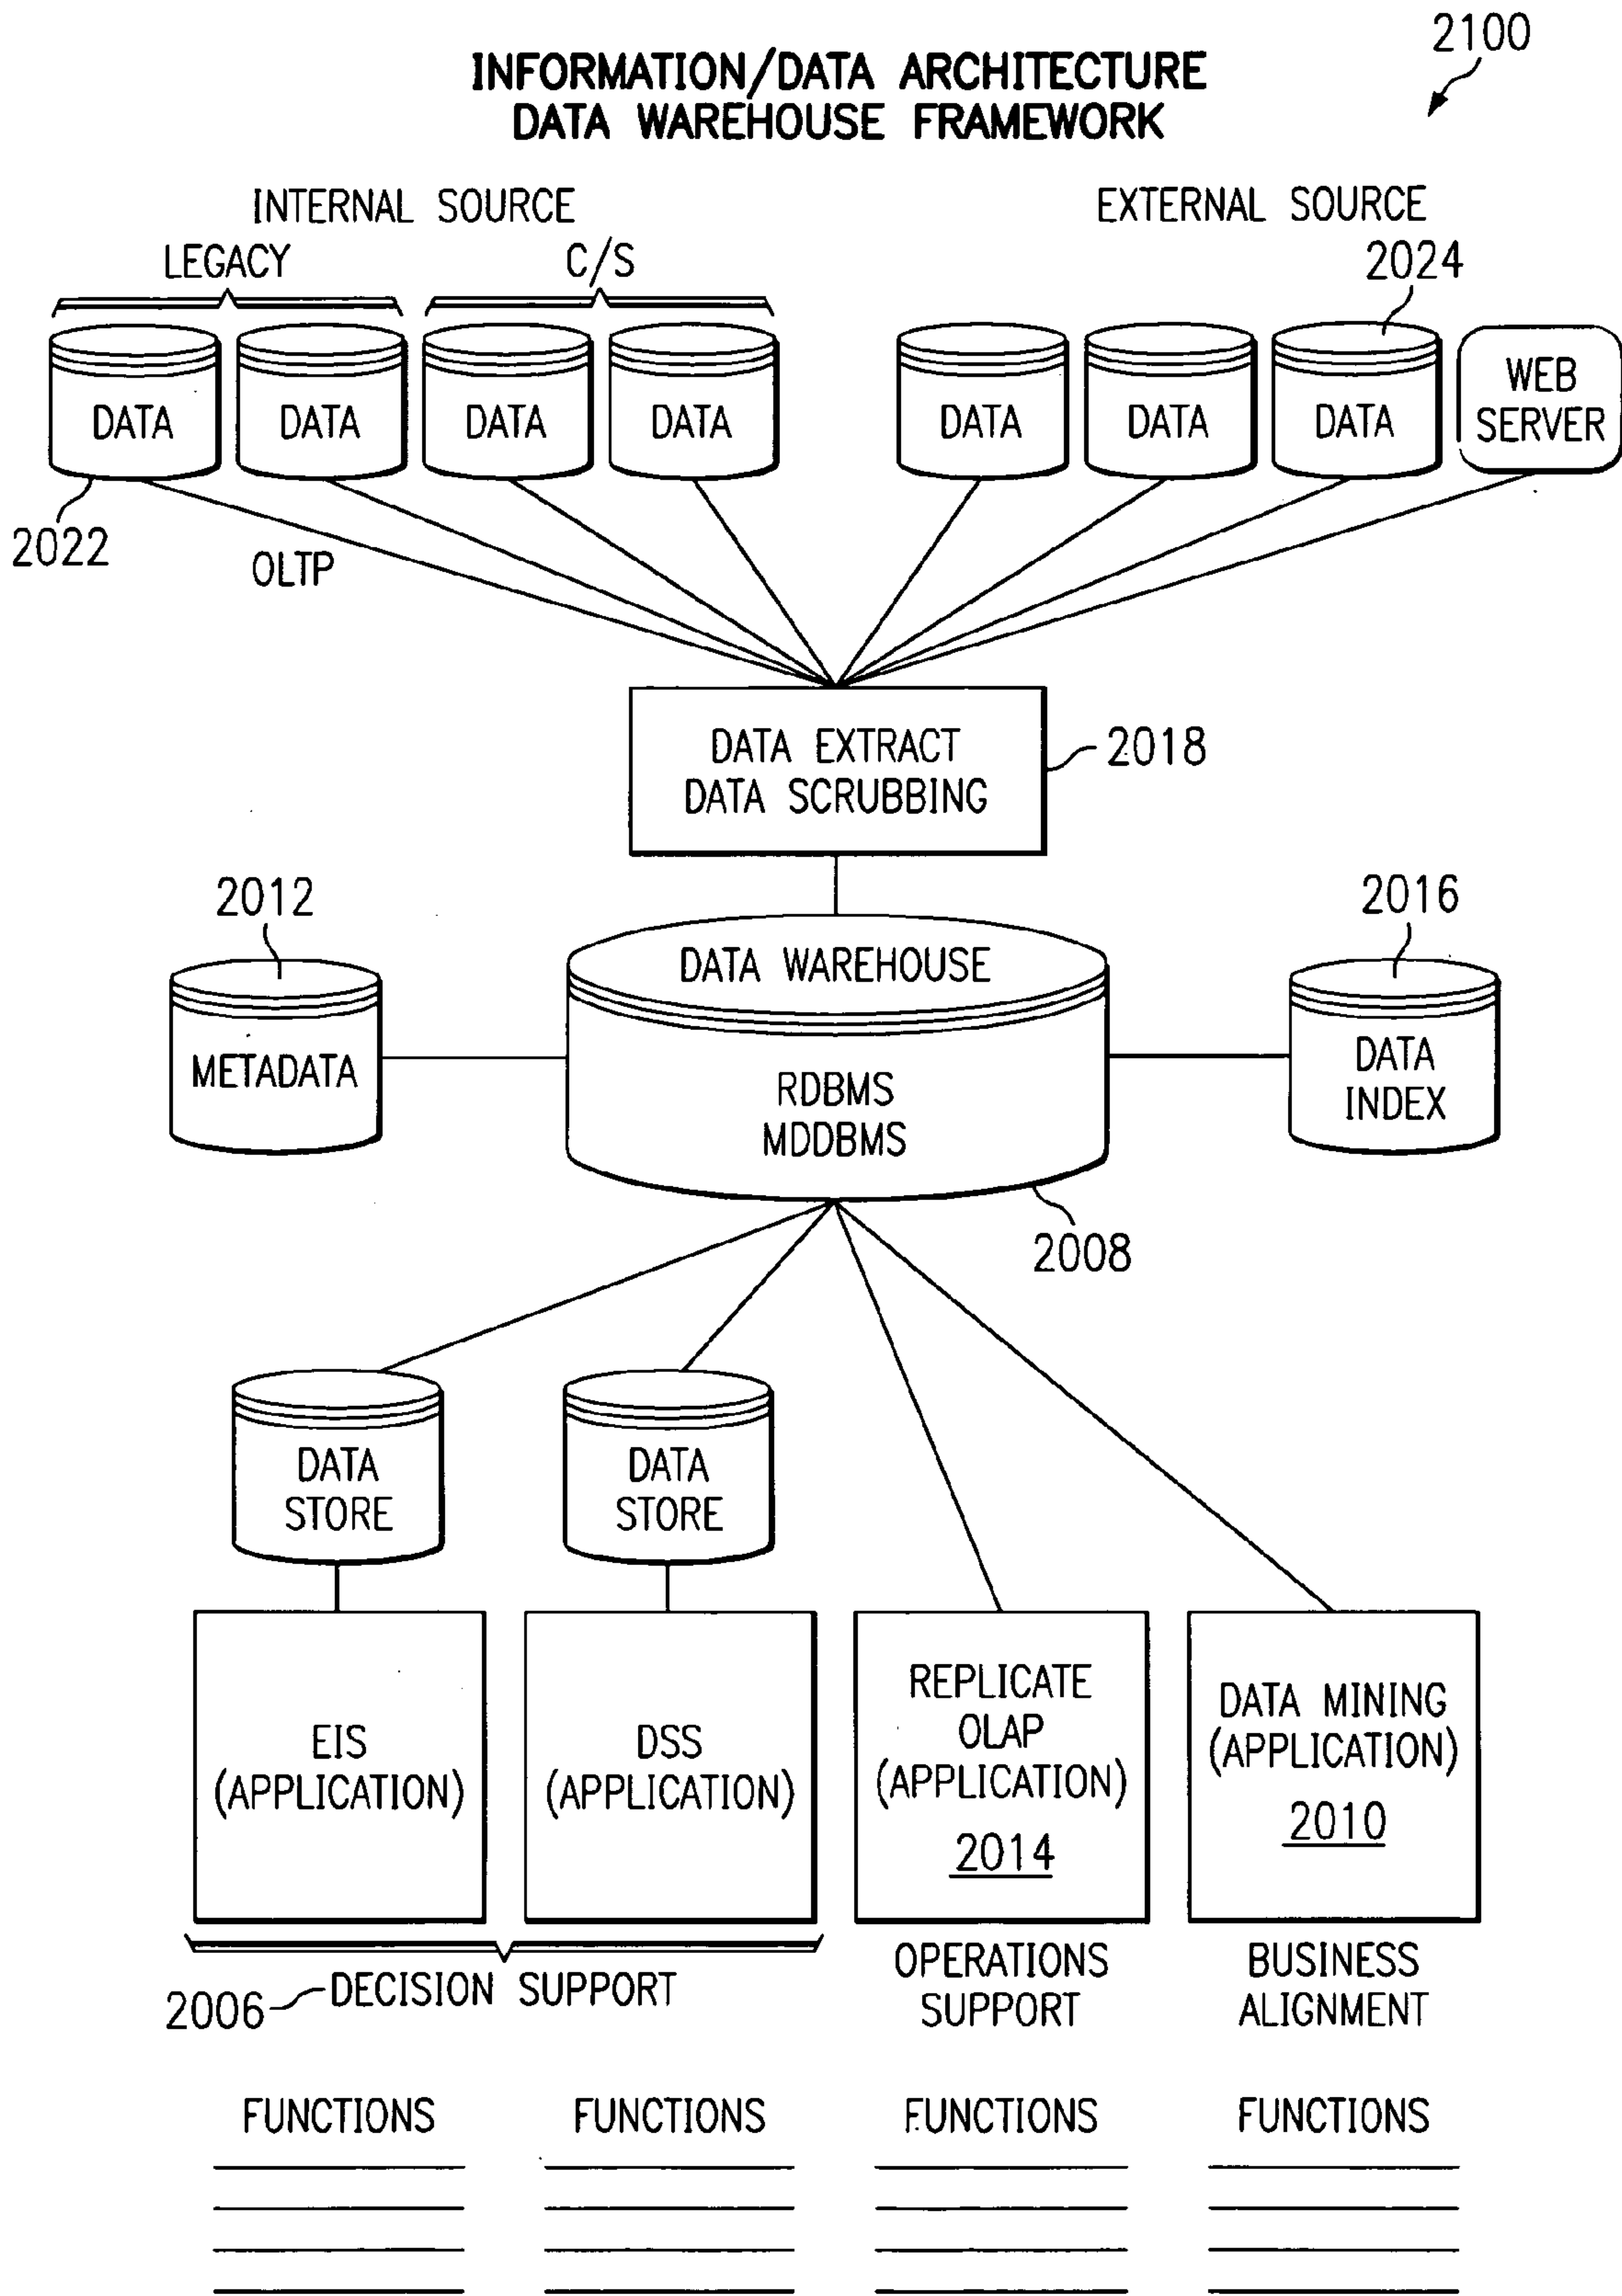 2100
INFORMATION/DATA ARCHITECTURE
DATA WAREHOUSE FRAMEWORK
INTERNAL SOURCE
EXTERNAL SOURCE
LEGACY
C/S
2024
DATA
DATA
DATA
DATA
DATA
DATA
DATA
WEB
SERVER
2022
OLTP
DATA EXTRACT
DATA SCRUBBING
2018
2012
2016
DATA WAREHOUSE
METADATA
RDBMS
MDDBMS
DATA
INDEX
2008
DATA
STORE
DATA
STORE
EIS
(APPLICATION)
DSS
(APPLICATION)
REPLICATE
OLAP
(APPLICATION)
2014
DATA MINING
(APPLICATION)
2010
2006
DECISION SUPPORT
OPERATIONS
SUPPORT
BUSINESS
ALIGNMENT
FUNCTIONS
FUNCTIONS
FUNCTIONS
FUNCTIONS